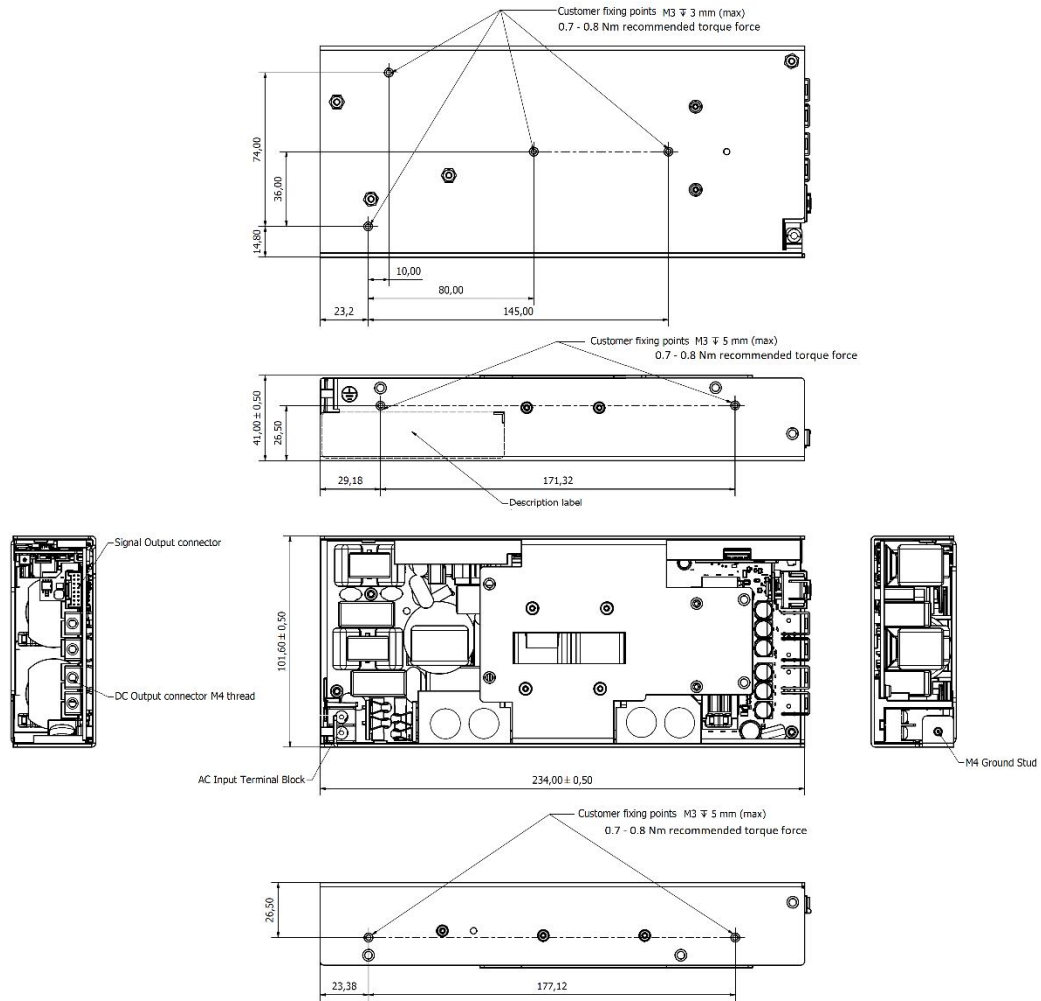 Customer fixing points M3 ↧ 3 mm (max)
0.7 - 0.8 Nm recommended torque force
74,00
36,00
14,80
10,00
80,00
23,2
145,00
Customer fixing points M3 ↧ 5 mm (max)
0.7 - 0.8 Nm recommended torque force
41,00 ± 0,50
26,50
29,18
171,32
Description label
Signal Output connector
DC Output connector M4 thread
AC Input Terminal Block
101,60 ± 0,50
234,00 ± 0,50
M4 Ground Stud
Customer fixing points M3 ↧ 5 mm (max)
0.7 - 0.8 Nm recommended torque force
26,50
23,38
177,12